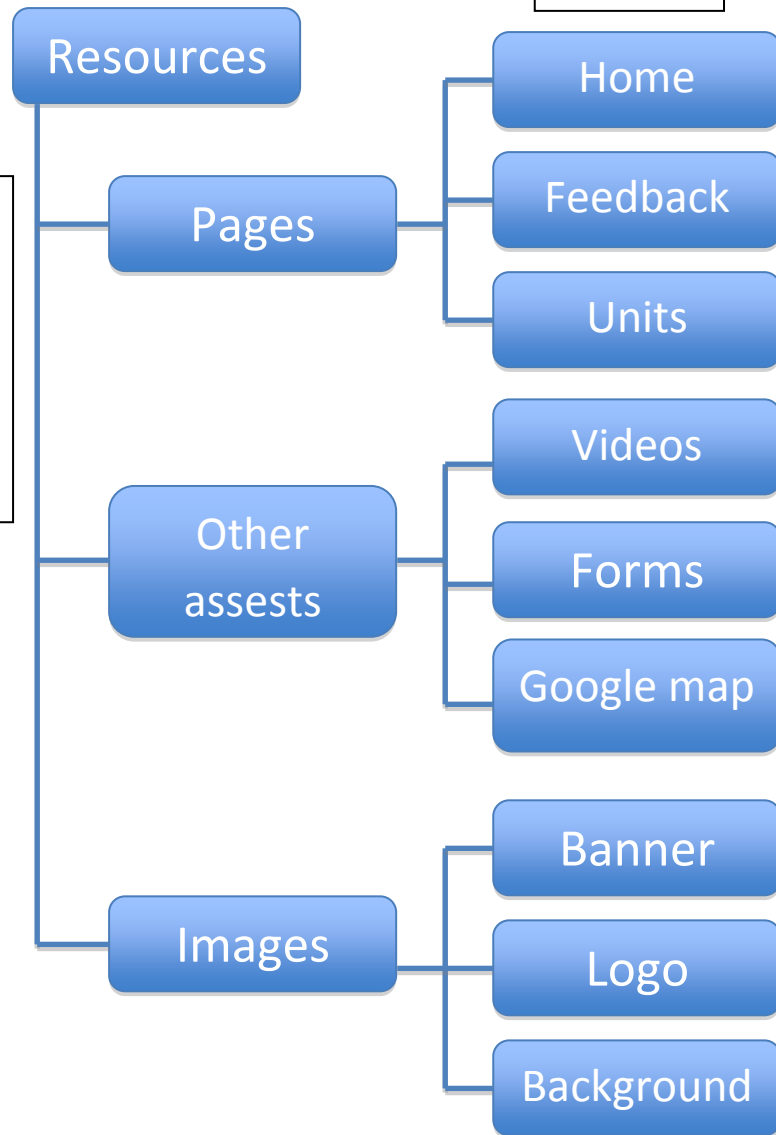 Resources
Pages
Home
Feedback
Units
Other
assests
Videos
Forms
Google map
Images
Banner
Logo
Background